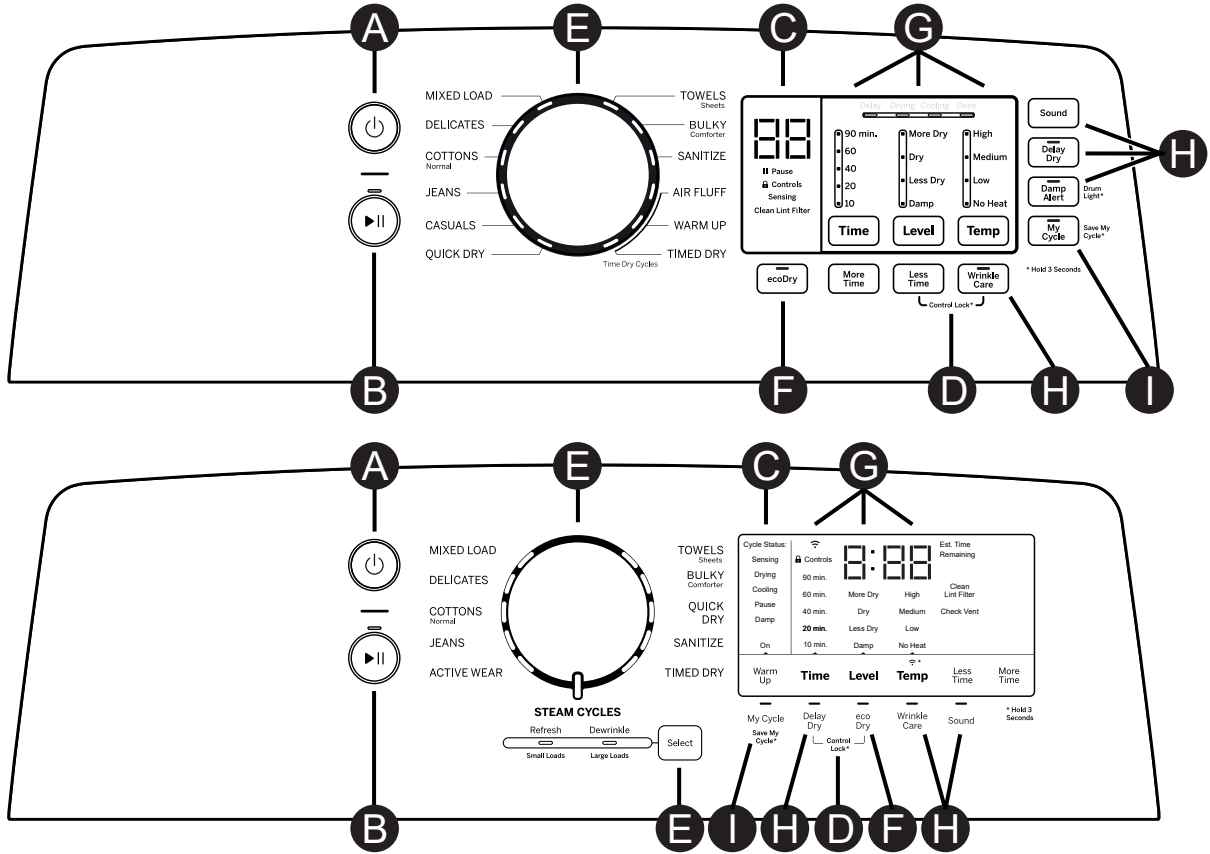 A
E
C
G
MIXED LOAD
DELICATES
COTTONS
Normal
JEANS
CASUALS
QUICK DRY
TOWELS
Sheets
BULKY
Comforter
SANITIZE
AIR FLUFF
WARM UP
TIMED DRY
Time Dry Cycles
88
Pause
Controls
Sensing
Clean Lint Filter
Delay Drying Cooling Done
90 min.
60
40
20
10
More Dry
Dry
Less Dry
Damp
High
Medium
Low
No Heat
Time
Level
Temp
Sound
Delay
Dry
Damp
Alert
Drum
Light*
My
Cycle
Save My
Cycle*
* Hold 3 Seconds
ecoDry
More
Time
Less
Time
Wrinkle
Care
Control Lock*
H
B
F
D
H
I
A
E
C
G
MIXED LOAD
DELICATES
COTTONS
Normal
JEANS
ACTIVE WEAR
TOWELS
Sheets
BULKY
Comforter
QUICK
DRY
SANITIZE
TIMED DRY
STEAM CYCLES
Refresh
Dewrinkle
Small Loads
Large Loads
Select
Cycle Status:
Sensing
Drying
Cooling
Pause
Damp
On
Controls
90 min.
60 min.
40 min.
20 min.
10 min.
8:88
More Dry
Dry
Less Dry
Damp
High
Medium
Low
No Heat
Est. Time
Remaining
Clean
Lint Filter
Check Vent
Warm
Up
Time
Level
*
Temp
Less
Time
More
Time
My Cycle
Save My
Cycle*
Delay
Dry
eco
Dry
Control
Lock*
Wrinkle
Care
Sound
* Hold 3
Seconds
B
E
I
H
D
F
H